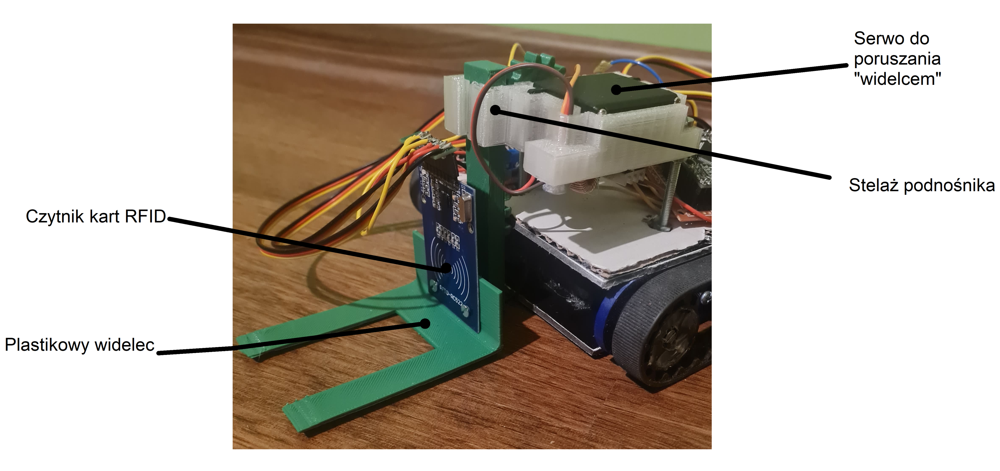 Serwo do
poruszania
"widelcem"
Stelaż podnośnika
Czytnik kart RFID
RFID-RC522
Plastikowy widelec